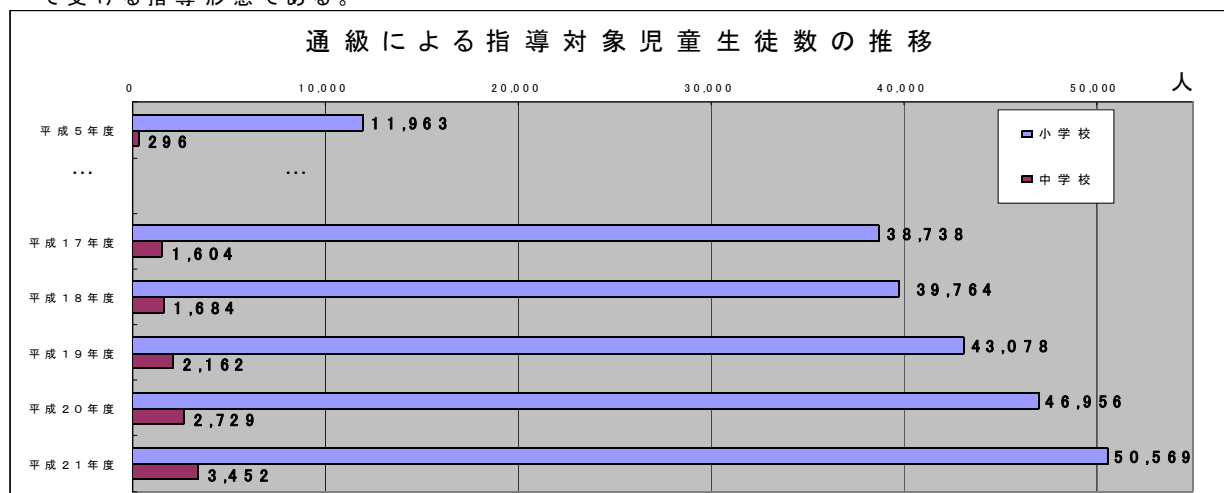 で受ける指導形態である。
通級による指導対象児童生徒数の推移
0 10,000 20,000 30,000 40,000 50,000 人
平成5年度 11,963
296
小学校
… …
中学校
平成17年度 38,738
1,604
平成18年度 39,764
1,684
平成19年度 43,078
2,162
平成20年度 46,956
2,729
平成21年度 50,569
3,452